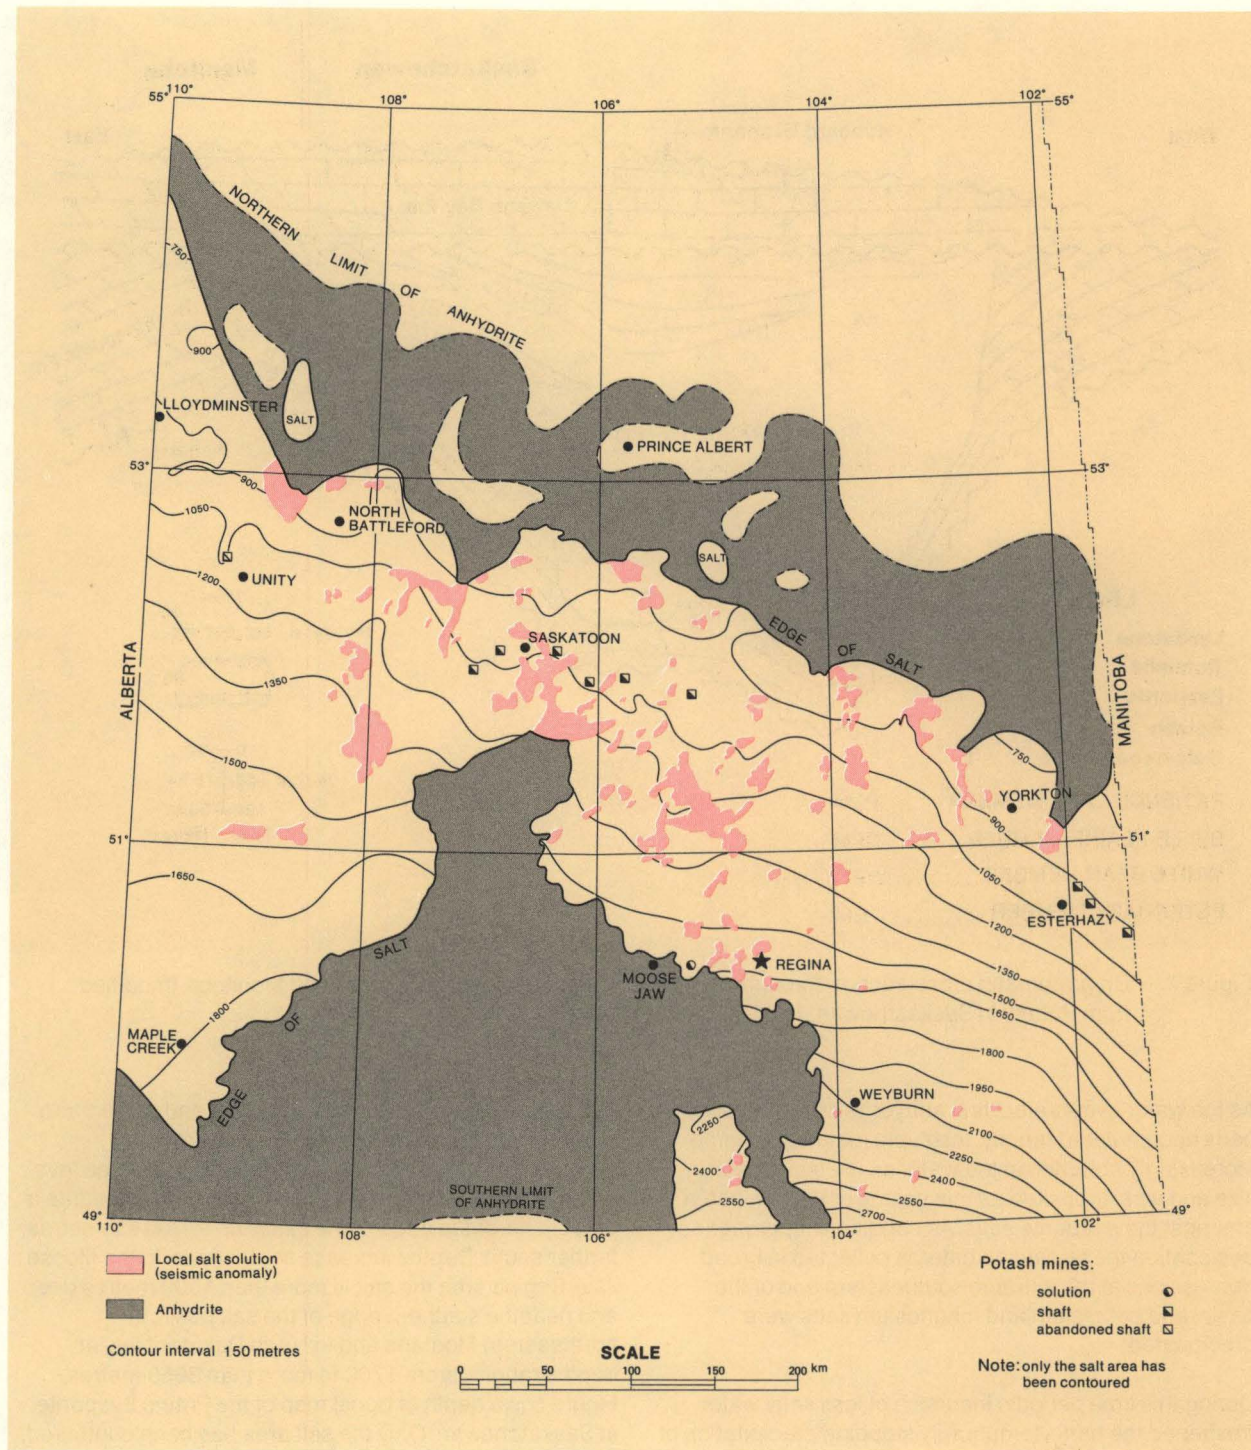 110°
108°
106°
104°
102°
55°
55°
NORTHERN LIMIT OF ANHYDRITE
750
900
LLOYDMINSTER
SALT
PRINCE ALBERT
53°
53°
900
1050
NORTH
BATTLEFORD
UNITY
1200
SALT
SASKATOON
EDGE OF SALT
ALBERTA
MANITOBA
1350
1500
750
YORKTON
900
51°
51°
1650
1050
ESTERHAZY
1200
SALT
MOOSE
JAW
REGINA
1350
1500
1650
1800
MAPLE
CREEK
OF
1800
EDGE
WEYBURN
1950
2100
2250
2250
2400
2400
2550
2550
2700
SOUTHERN LIMIT
OF ANHYDRITE
49°
49°
110°
108°
106°
104°
102°
Local salt solution
(seismic anomaly)
Anhydrite
Contour interval 150 metres
Potash mines:
solution
shaft
abandoned shaft
SCALE
0 50 100 150 200 km
Note: only the salt area has
been contoured